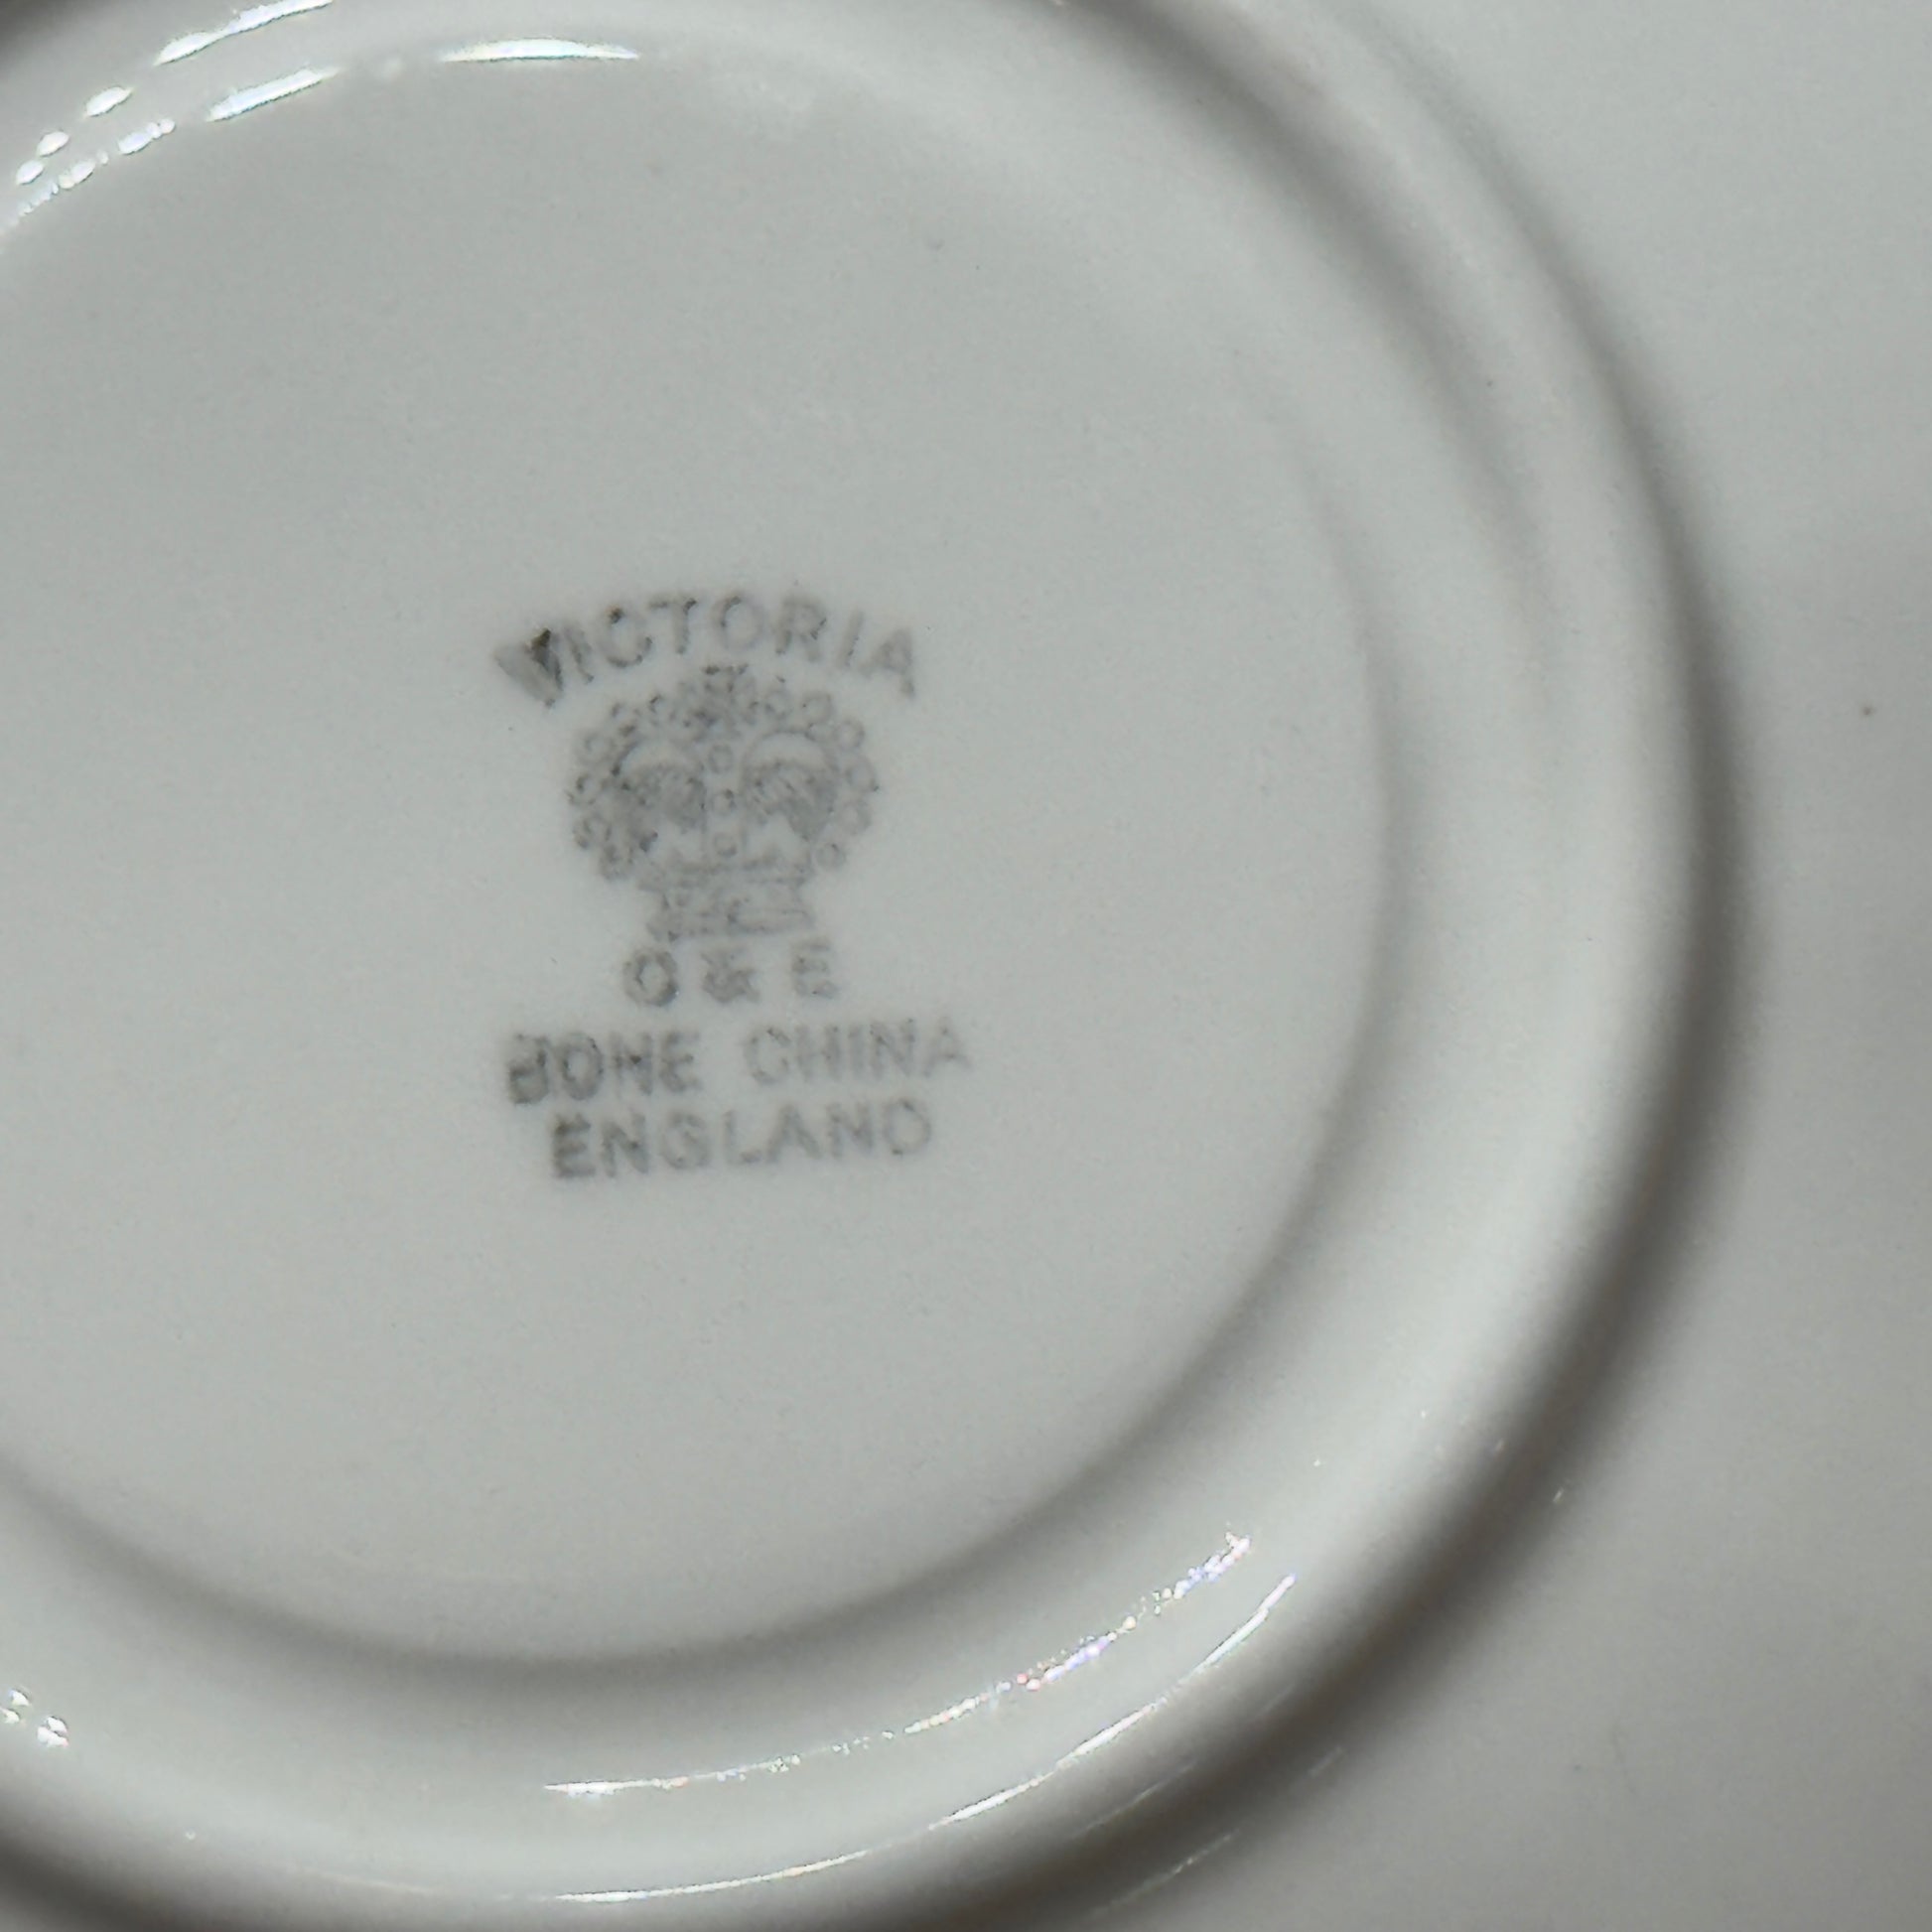 VICTORIA
C & E
BONE CHINA
ENGLAND